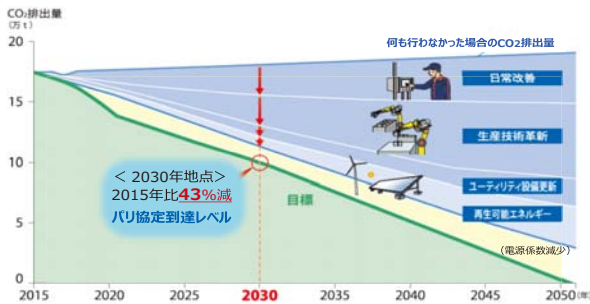 CO₂排出量
(万t)
20
15
10
5
0
何も行わなかった場合のCO2排出量
日常改善
生産技術革新
ユーティリティ設備更新
再生可能エネルギー
(電源係数減少)
< 2030年地点>
2015年比43%減
パリ協定到達レベル
目標
2015
2020
2025
2030
2035
2040
2045
2050
(年)